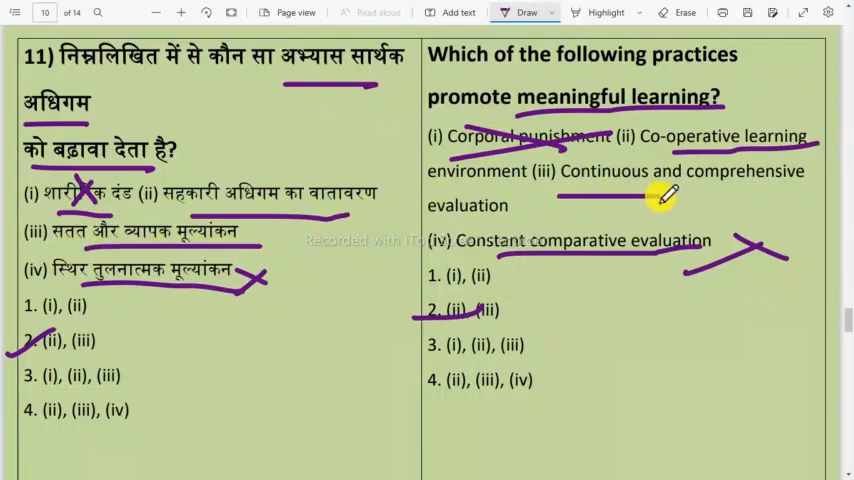 10 of 14
Page view
Read aloud
Add text
Draw
Highlight
Erase
Share
11) निम्नलिखित में से कौन सा अभ्यास सार्थक
अधिगम
को बढ़ावा देता है?
(i) शारीरिक दंड (ii) सहकारी अधिगम का वातावरण
(iii) सतत और व्यापक मूल्यांकन
(iv) स्थिर तुलनात्मक मूल्यांकन
1. (i), (ii)
2. (ii), (iii)
3. (i), (ii), (iii)
4. (ii), (iii), (iv)
Which of the following practices
promote meaningful learning?
(i) Corporal punishment (ii) Co-operative learning
environment (iii) Continuous and comprehensive
evaluation
(iv) Constant comparative evaluation
1. (i), (ii)
2. (ii), (iii)
3. (i), (ii), (iii)
4. (ii), (iii), (iv)
Recorded with iTop